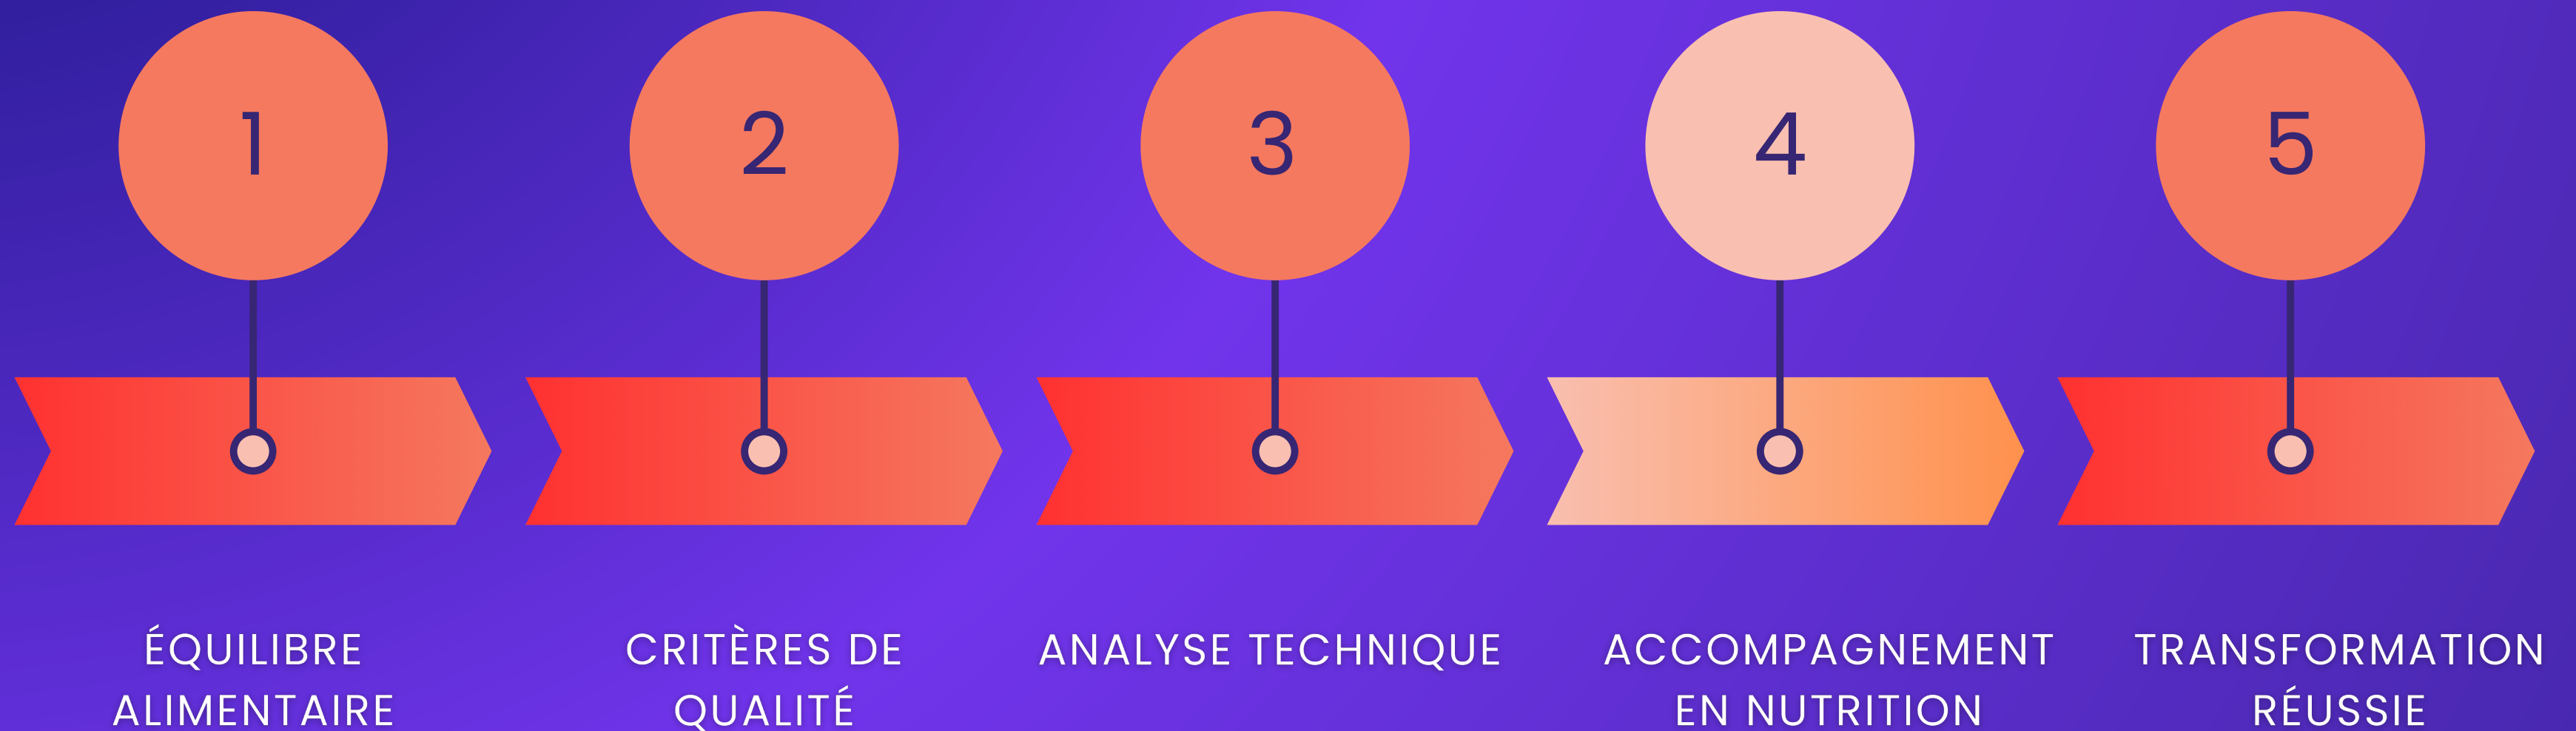 1
2
3
4
5
ÉQUILIBRE
ALIMENTAIRE
CRITÈRES DE
QUALITÉ
ANALYSE TECHNIQUE
ACCOMPAGNEMENT
EN NUTRITION
TRANSFORMATION
RÉUSSIE